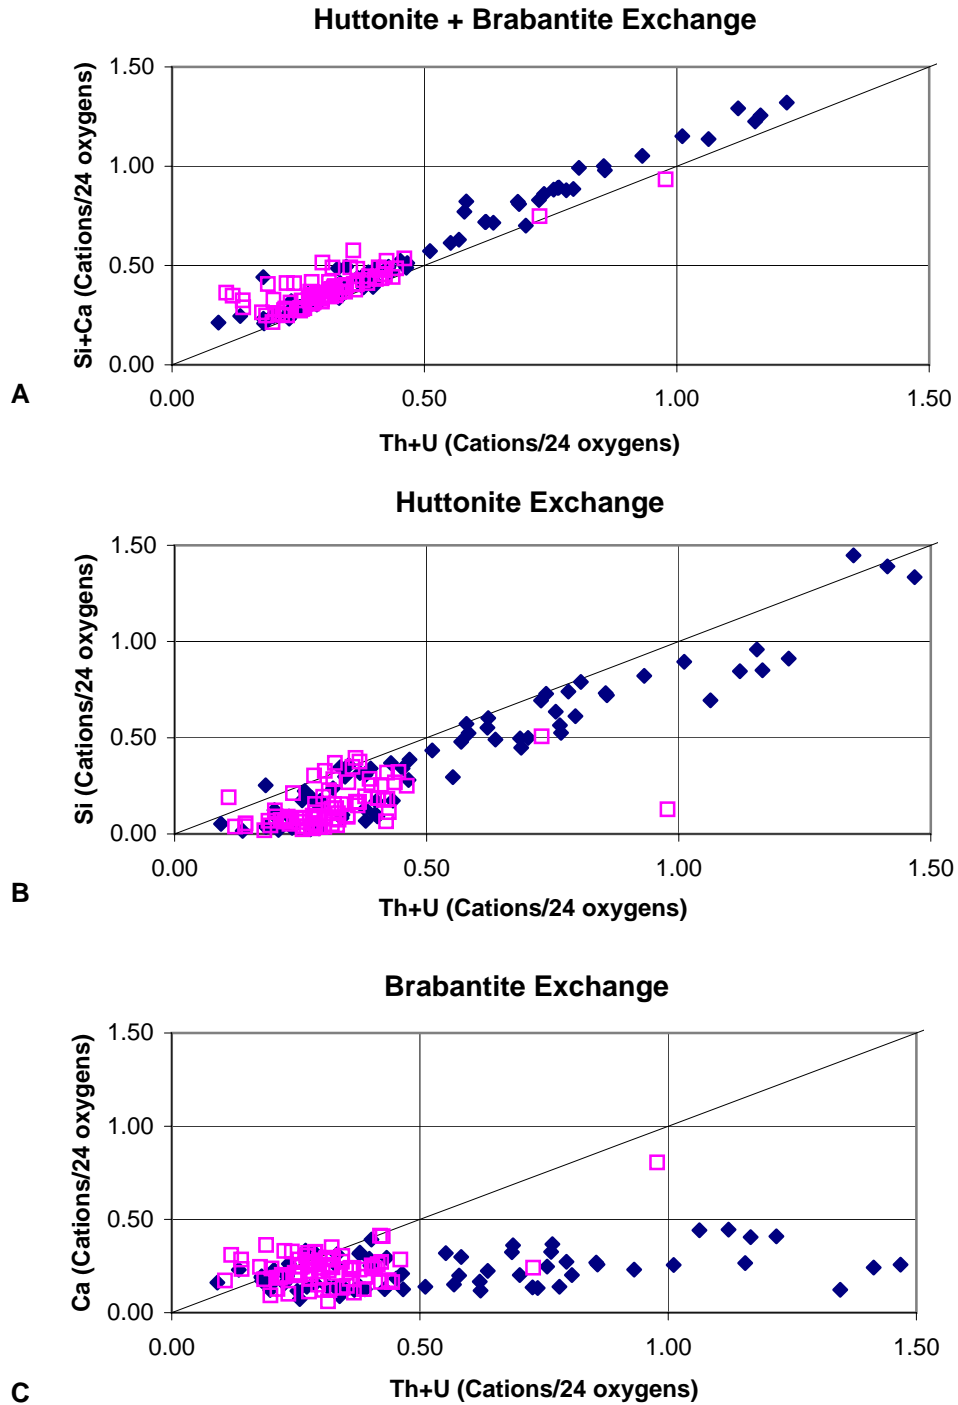 Huttonite + Brabantite Exchange
1.50
1.00
0.50
0.00
Si+Ca (Cations/24 oxygens)
0.00 0.50 1.00 1.50
A
Th+U (Cations/24 oxygens)
Huttonite Exchange
1.50
1.00
0.50
0.00
Si (Cations/24 oxygens)
0.00 0.50 1.00 1.50
B
Th+U (Cations/24 oxygens)
Brabantite Exchange
1.50
1.00
0.50
0.00
Ca (Cations/24 oxygens)
0.00 0.50 1.00 1.50
C
Th+U (Cations/24 oxygens)